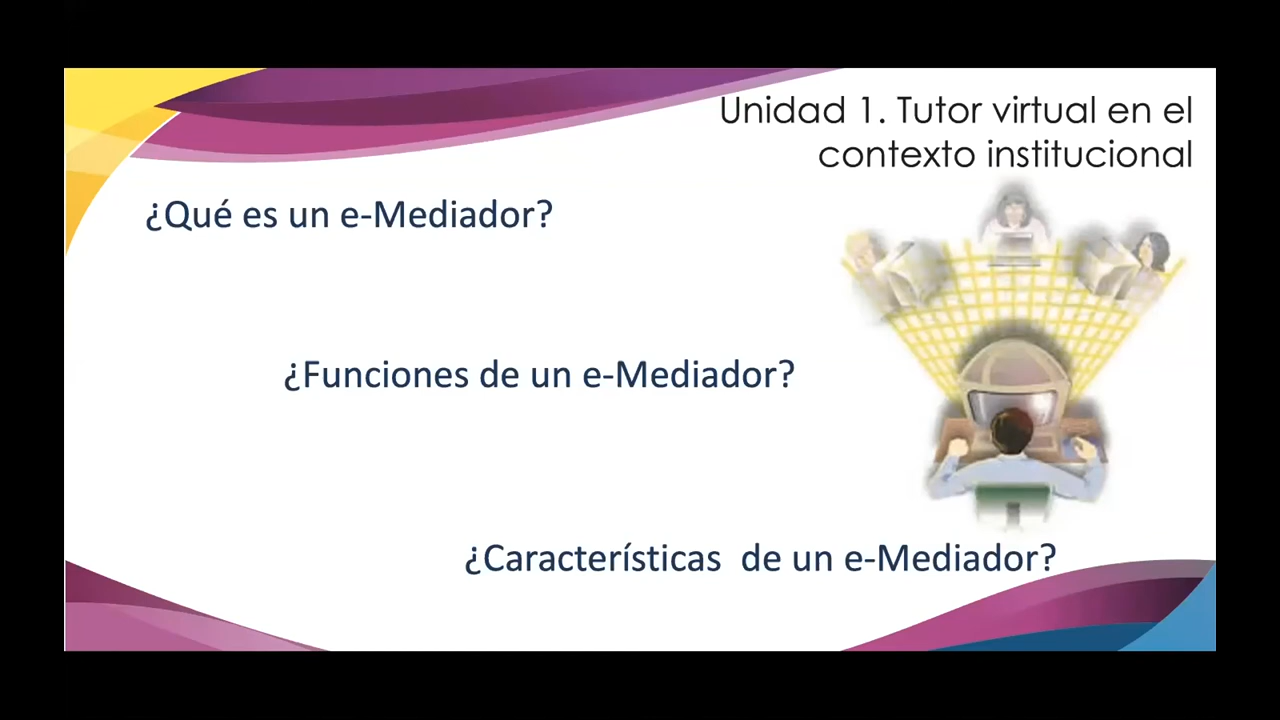 Unidad 1. Tutor virtual en el
contexto institucional
¿Qué es un e-Mediador?
¿Funciones de un e-Mediador?
¿Características  de un e-Mediador?